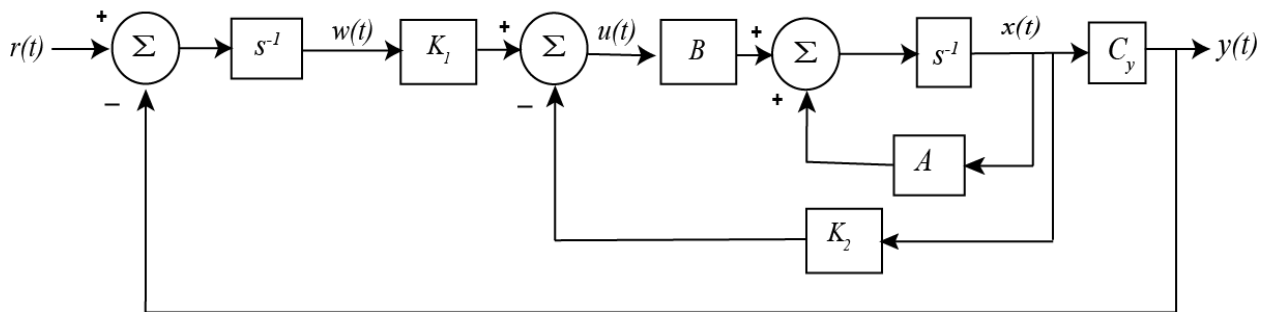 r(t) + Σ s⁻¹ w(t) K₁ + Σ u(t) B + Σ s⁻¹ x(t) C_y y(t)
− − +
A
K₂